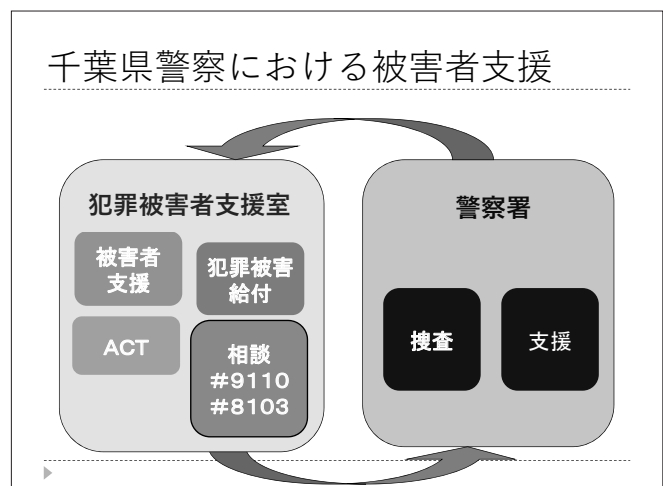 千葉県警察における被害者支援
犯罪被害者支援室
被害者
支援
犯罪被害
給付
ACT
相談
#9110
#8103
警察署
捜査
支援